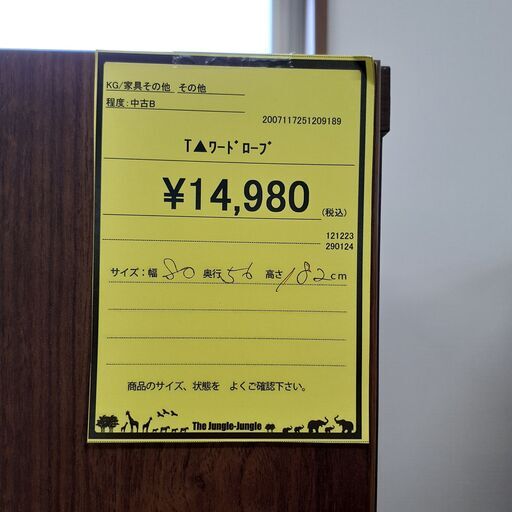 KG/家具その他 その他
程度:中古B
2007117251209189
T▲ﾜｰﾄﾞﾛｰﾌﾞ
¥14,980(税込)
121223
290124
サイズ:幅 80 奥行 56 高さ 182cm
商品のサイズ、状態を よくご確認下さい。
The Jungle-Jungle